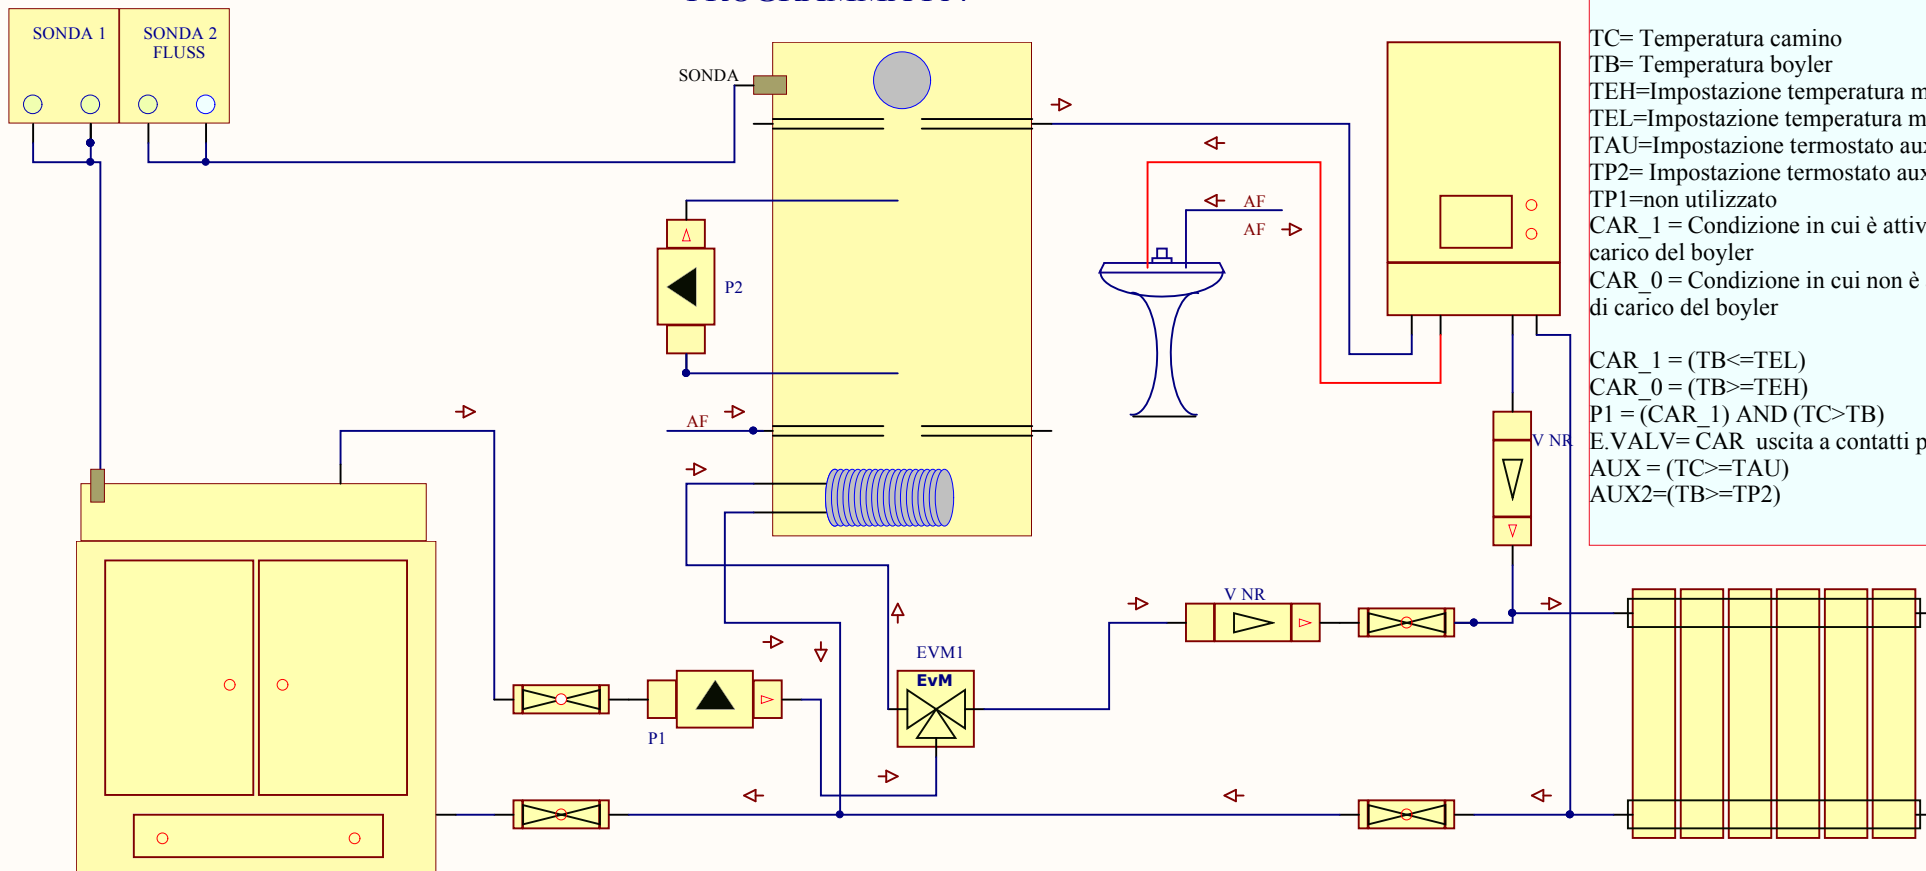 SONDA 1
SONDA 2
FLUSS
SONDA
AF
AF
P2
AF
V NR
V NR
EVM1
EvM
P1
TC= Temperatura camino
TB= Temperatura boyler
TEH=Impostazione temperatura
TEL=Impostazione temperatura
TAU=Impostazione termostato
TP2= Impostazione termostato
TP1=non utilizzato
CAR_1 = Condizione in cui è
carico del boyler
CAR_0 = Condizione in cui non è
di carico del boyler
CAR_1 = (TB<=TEL)
CAR_0 = (TB>=TEH)
P1 = (CAR_1) AND (TC>TB)
E.VALV= CAR uscita a contatti
AUX = (TC>=TAU)
AUX2=(TB>=TP2)